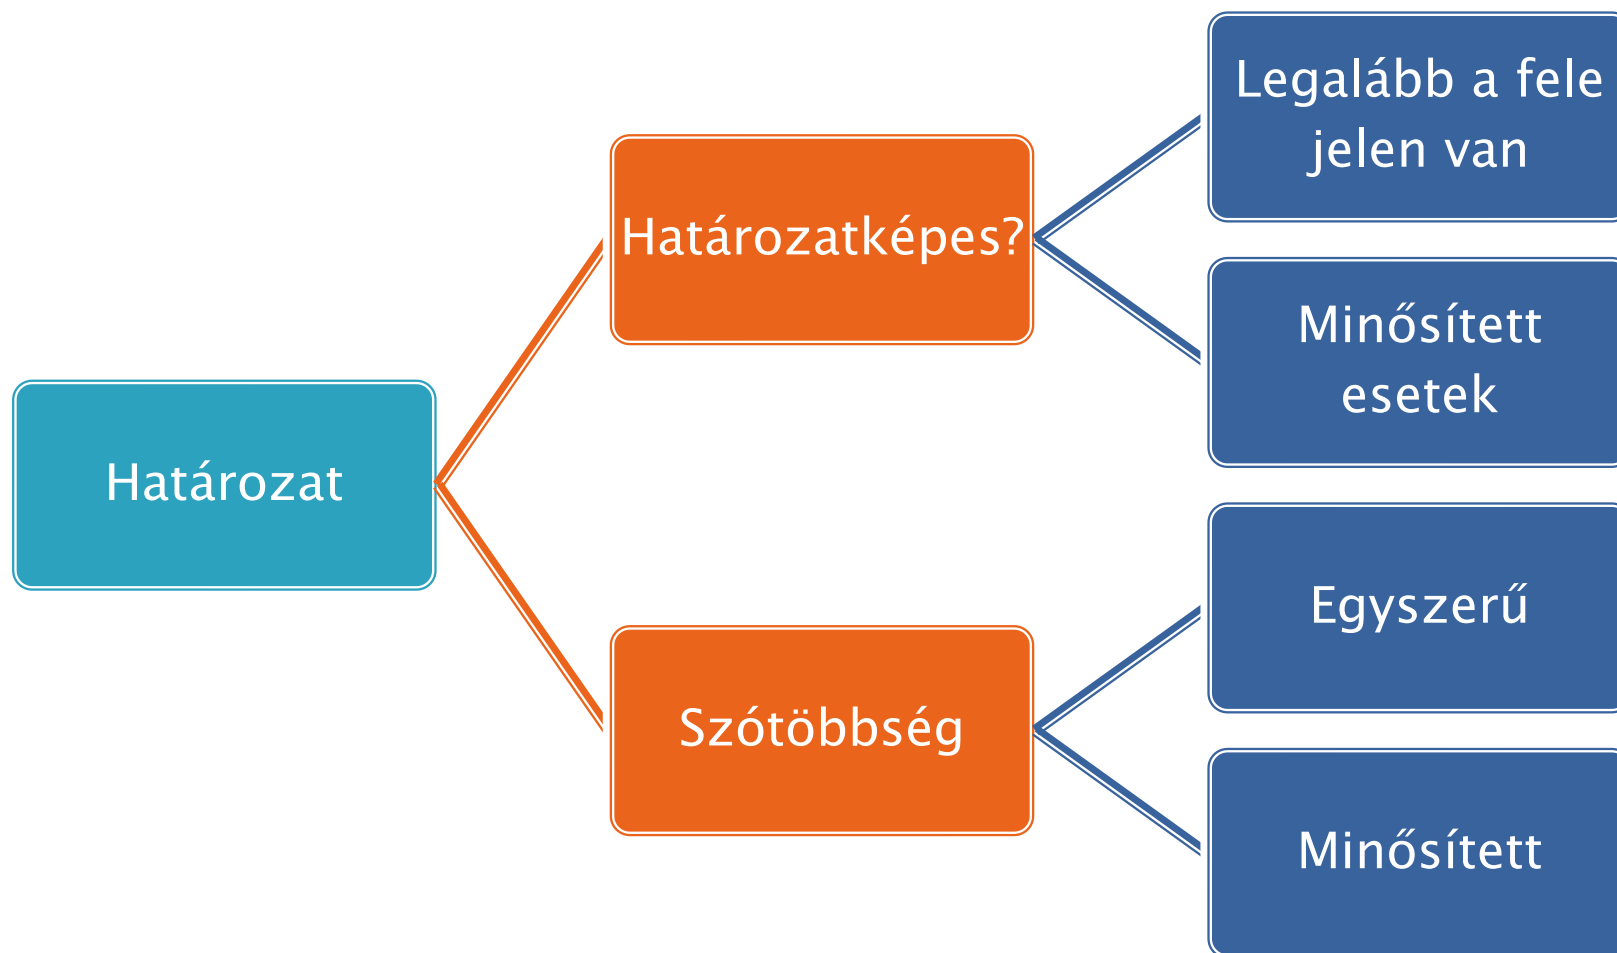 Határozat
Határozatképes?
Legalább a fele
jelen van
Minősített
esetek
Szótöbbség
Egyszerű
Minősített